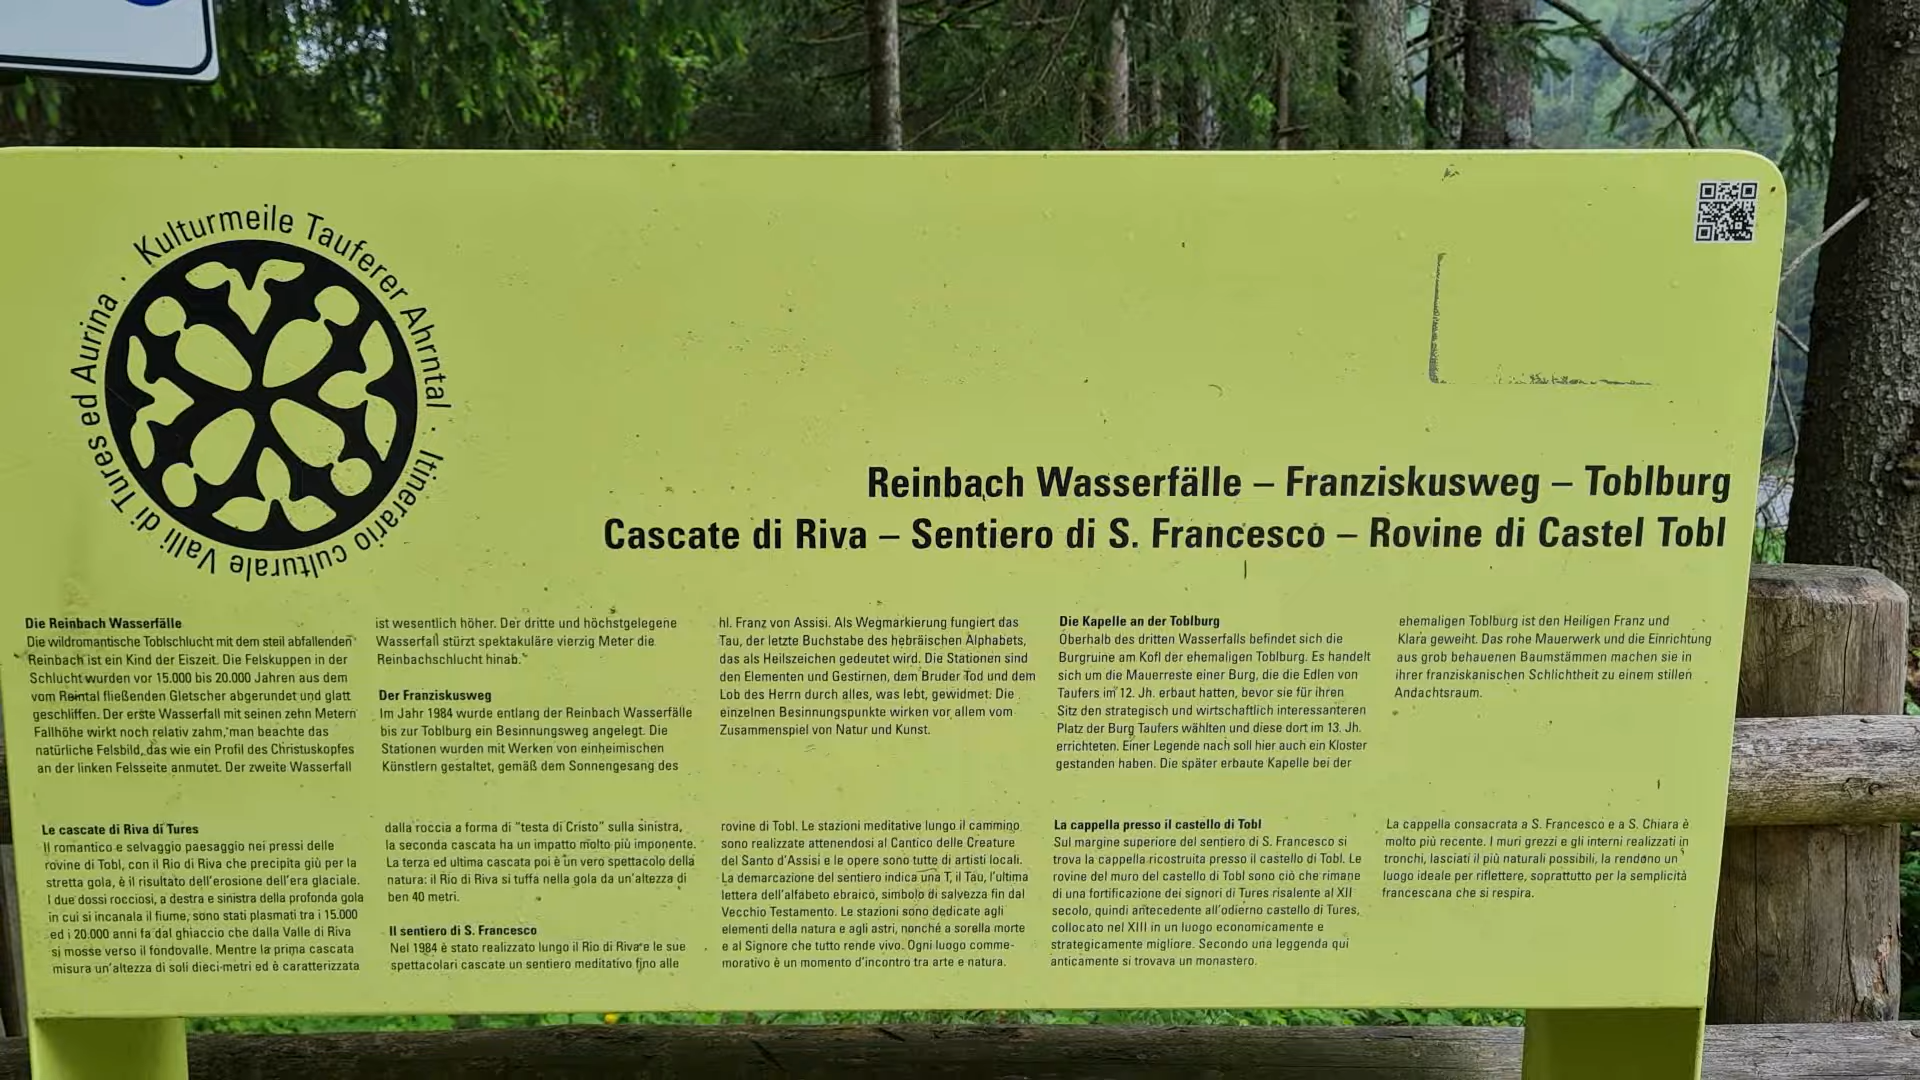 Kulturmeile Tauferer Ahrntal · Itinerario culturale Valli di Tures ed Aurina ·
Reinbach Wasserfälle – Franziskusweg – Toblburg
Cascate di Riva – Sentiero di S. Francesco – Rovine di Castel Tobl
Die Reinbach Wasserfälle
Die wildromantische Toblschlucht mit dem steil abfallenden
Reinbach ist ein Kind der Eiszeit. Die Felskuppen in der
Schlucht wurden vor 15.000 bis 20.000 Jahren aus dem
vom Reintal fließenden Gletscher abgerundet und glatt
geschliffen. Der erste Wasserfall mit seinen zehn Metern
Fallhöhe wirkt noch relativ zahm, man beachte das
natürliche Felsbild, das wie ein Profil des Christuskopfes
an der linken Felsseite anmutet. Der zweite Wasserfall
ist wesentlich höher. Der dritte und höchstgelegene
Wasserfall stürzt spektakuläre vierzig Meter die
Reinbachschlucht hinab.
Der Franziskusweg
Im Jahr 1984 wurde entlang der Reinbach Wasserfälle
bis zur Toblburg ein Besinnungsweg angelegt. Die
Stationen wurden mit Werken von einheimischen
Künstlern gestaltet, gemäß dem Sonnengesang des
hl. Franz von Assisi. Als Wegmarkierung fungiert das
Tau, der letzte Buchstabe des hebräischen Alphabets,
das als Heilszeichen gedeutet wird. Die Stationen sind
den Elementen und Gestirnen, dem Bruder Tod und dem
Lob des Herrn durch alles, was lebt, gewidmet. Die
einzelnen Besinnungspunkte wirken vor allem vom
Zusammenspiel von Natur und Kunst.
Die Kapelle an der Toblburg
Oberhalb des dritten Wasserfalls befindet sich die
Burgruine am Kofl der ehemaligen Toblburg. Es handelt
sich um die Mauerreste einer Burg, die die Edlen von
Taufers im 12. Jh. erbaut hatten, bevor sie für ihren
Sitz den strategisch und wirtschaftlich interessanteren
Platz der Burg Taufers wählten und diese dort im 13. Jh.
errichteten. Einer Legende nach soll hier auch ein Kloster
gestanden haben. Die später erbaute Kapelle bei der
ehemaligen Toblburg ist den Heiligen Franz und
Klara geweiht. Das rohe Mauerwerk und die Einrichtung
aus grob behauenen Baumstämmen machen sie in
ihrer franziskanischen Schlichtheit zu einem stillen
Andachtsraum.
Le cascate di Riva di Tures
Il romantico e selvaggio paesaggio nei pressi delle
rovine di Tobl, con il Rio di Riva che precipita giù per la
stretta gola, è il risultato dell'erosione dell'era glaciale.
I due dossi rocciosi, a destra e sinistra della profonda gola
in cui si incanala il fiume, sono stati plasmati tra i 15.000
ed i 20.000 anni fa dal ghiaccio che dalla Valle di Riva
si mosse verso il fondovalle. Mentre la prima cascata
misura un'altezza di soli dieci metri ed è caratterizzata
dalla roccia a forma di "testa di Cristo" sulla sinistra,
la seconda cascata ha un impatto molto più imponente.
La terza ed ultima cascata poi è un vero spettacolo della
natura: il Rio di Riva si tuffa nella gola da un'altezza di
ben 40 metri.
Il sentiero di S. Francesco
Nel 1984 è stato realizzato lungo il Rio di Riva e le sue
spettacolari cascate un sentiero meditativo fino alle
rovine di Tobl. Le stazioni meditative lungo il cammino
sono realizzate attenendosi al Cantico delle Creature
del Santo d'Assisi e le opere sono tutte di artisti locali.
La demarcazione del sentiero indica una T, il Tau, l'ultima
lettera dell'alfabeto ebraico, simbolo di salvezza fin dal
Vecchio Testamento. Le stazioni sono dedicate agli
elementi della natura e agli astri, nonché a sorella morte
e al Signore che tutto rende vivo. Ogni luogo comme-
morativo è un momento d'incontro tra arte e natura.
La cappella presso il castello di Tobl
Sul margine superiore del sentiero di S. Francesco si
trova la cappella ricostruita presso il castello di Tobl. Le
rovine del muro del castello di Tobl sono ciò che rimane
di una fortificazione dei signori di Tures risalente al XII
secolo, quindi antecedente all'odierno castello di Tures,
collocato nel XIII in un luogo economicamente e
strategicamente migliore. Secondo una leggenda qui
anticamente si trovava un monastero.
La cappella consacrata a S. Francesco e a S. Chiara è
molto più recente. I muri grezzi e gli interni realizzati in
tronchi, lasciati il più naturali possibili, la rendono un
luogo ideale per riflettere, soprattutto per la semplicità
francescana che si respira.